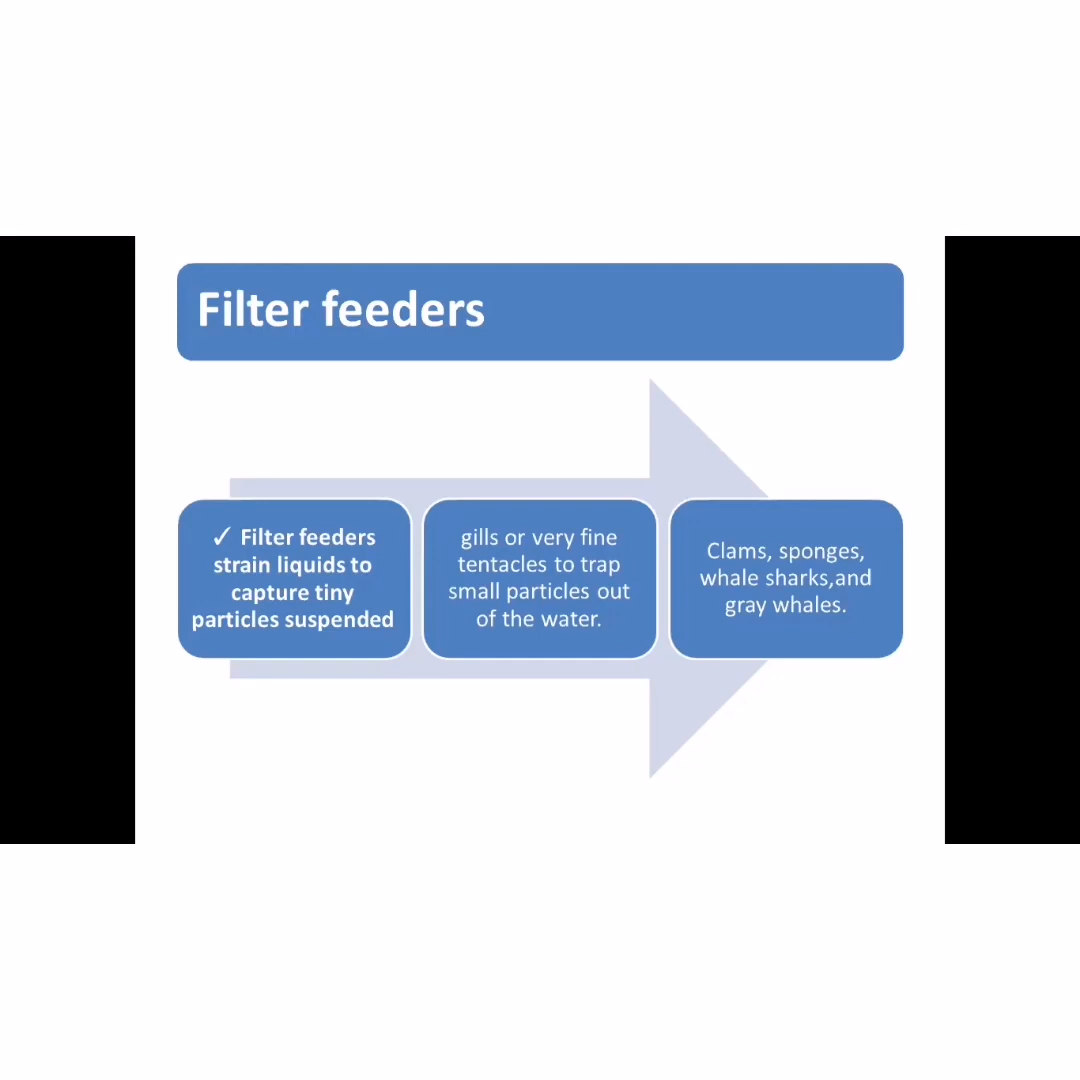 Filter feeders
✓ Filter feeders
strain liquids to
capture tiny
particles suspended
gills or very fine
tentacles to trap
small particles out
of the water.
Clams, sponges,
whale sharks,and
gray whales.